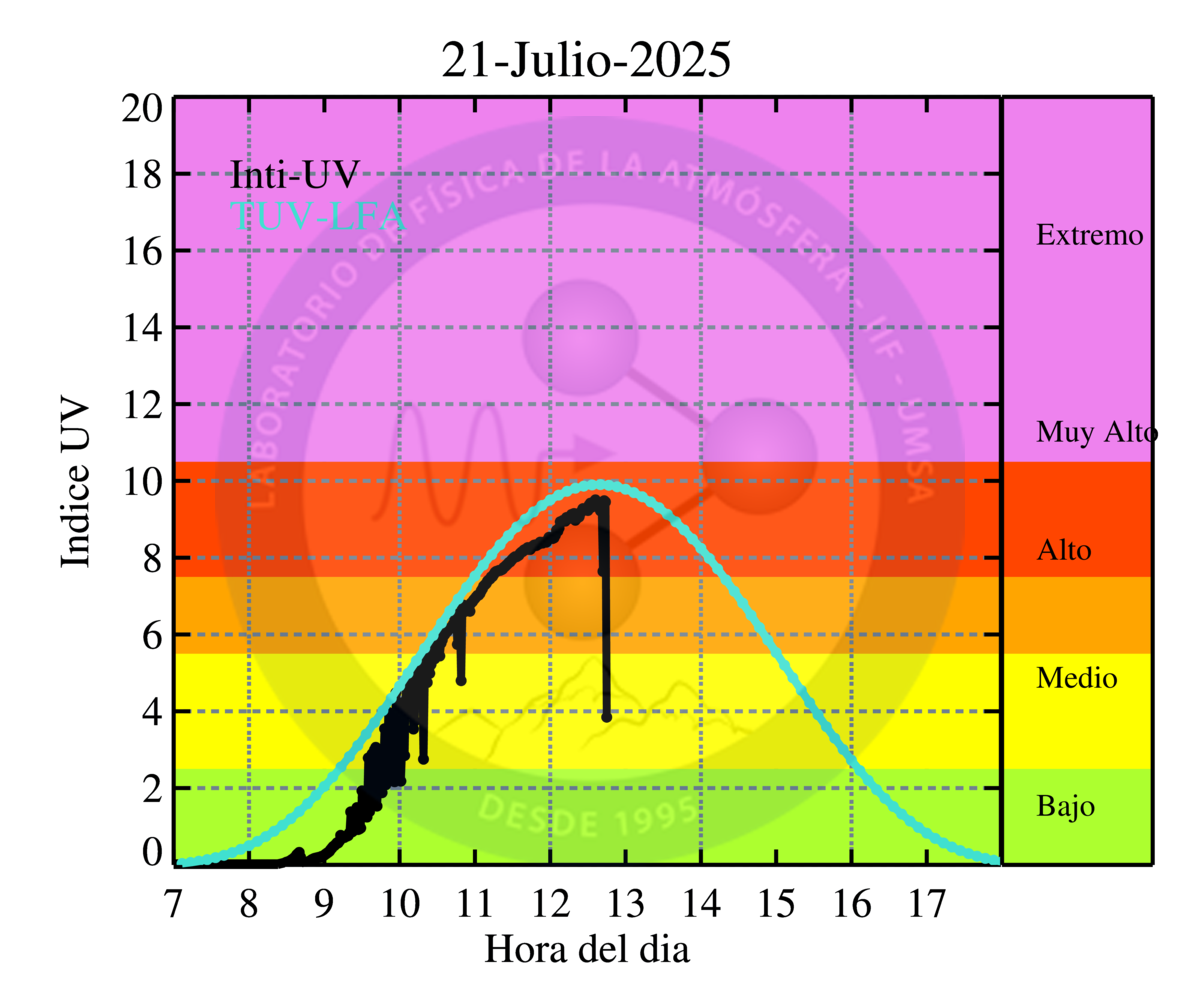 21-Julio-2025
Inti-UV
TUV-LFA
LABORATORIO DE FÍSICA DE LA ATMÓSFERA - IIF - UMSA
DESDE 1995
Indice UV
20
18
16
14
12
10
8
6
4
2
0
Extremo
Muy Alto
Alto
Medio
Bajo
7 8 9 10 11 12 13 14 15 16 17
Hora del dia